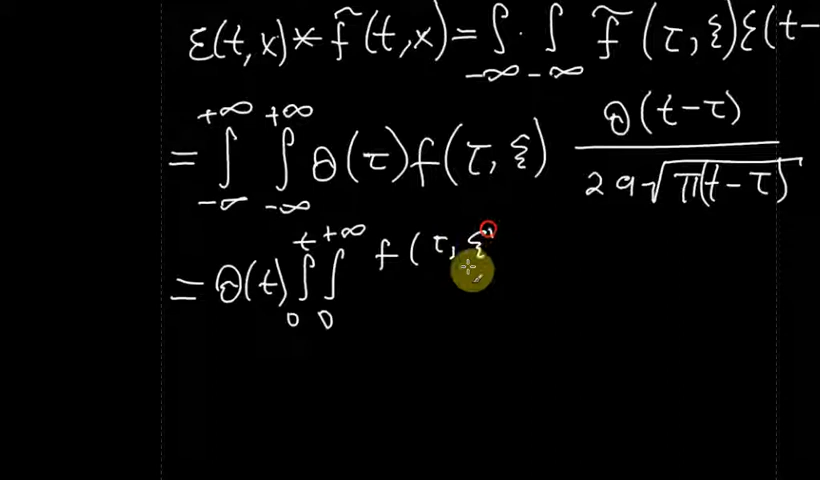 ε(t,x)*f̃(t,x)=∫_{-∞}·∫_{-∞} f̃(τ,ξ)ε(t-
=∫_{-∞}^{+∞}∫_{-∞}^{+∞}θ(τ)f(τ,ξ) θ(t-τ)/(2a√(π(t-τ)))
=θ(t)∫_0^t∫_0^{+∞} f(τ,ξ